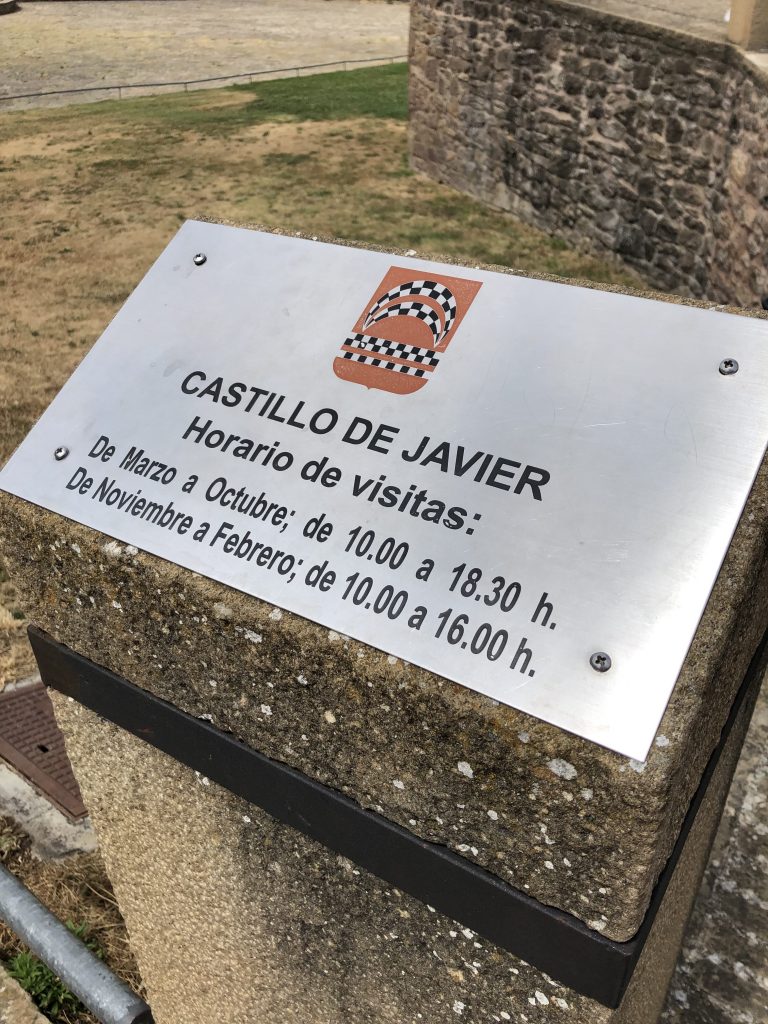 CASTILLO DE JAVIER
Horario de visitas:
De Marzo a Octubre; de 10.00 a 18.30 h.
De Noviembre a Febrero; de 10.00 a 16.00 h.